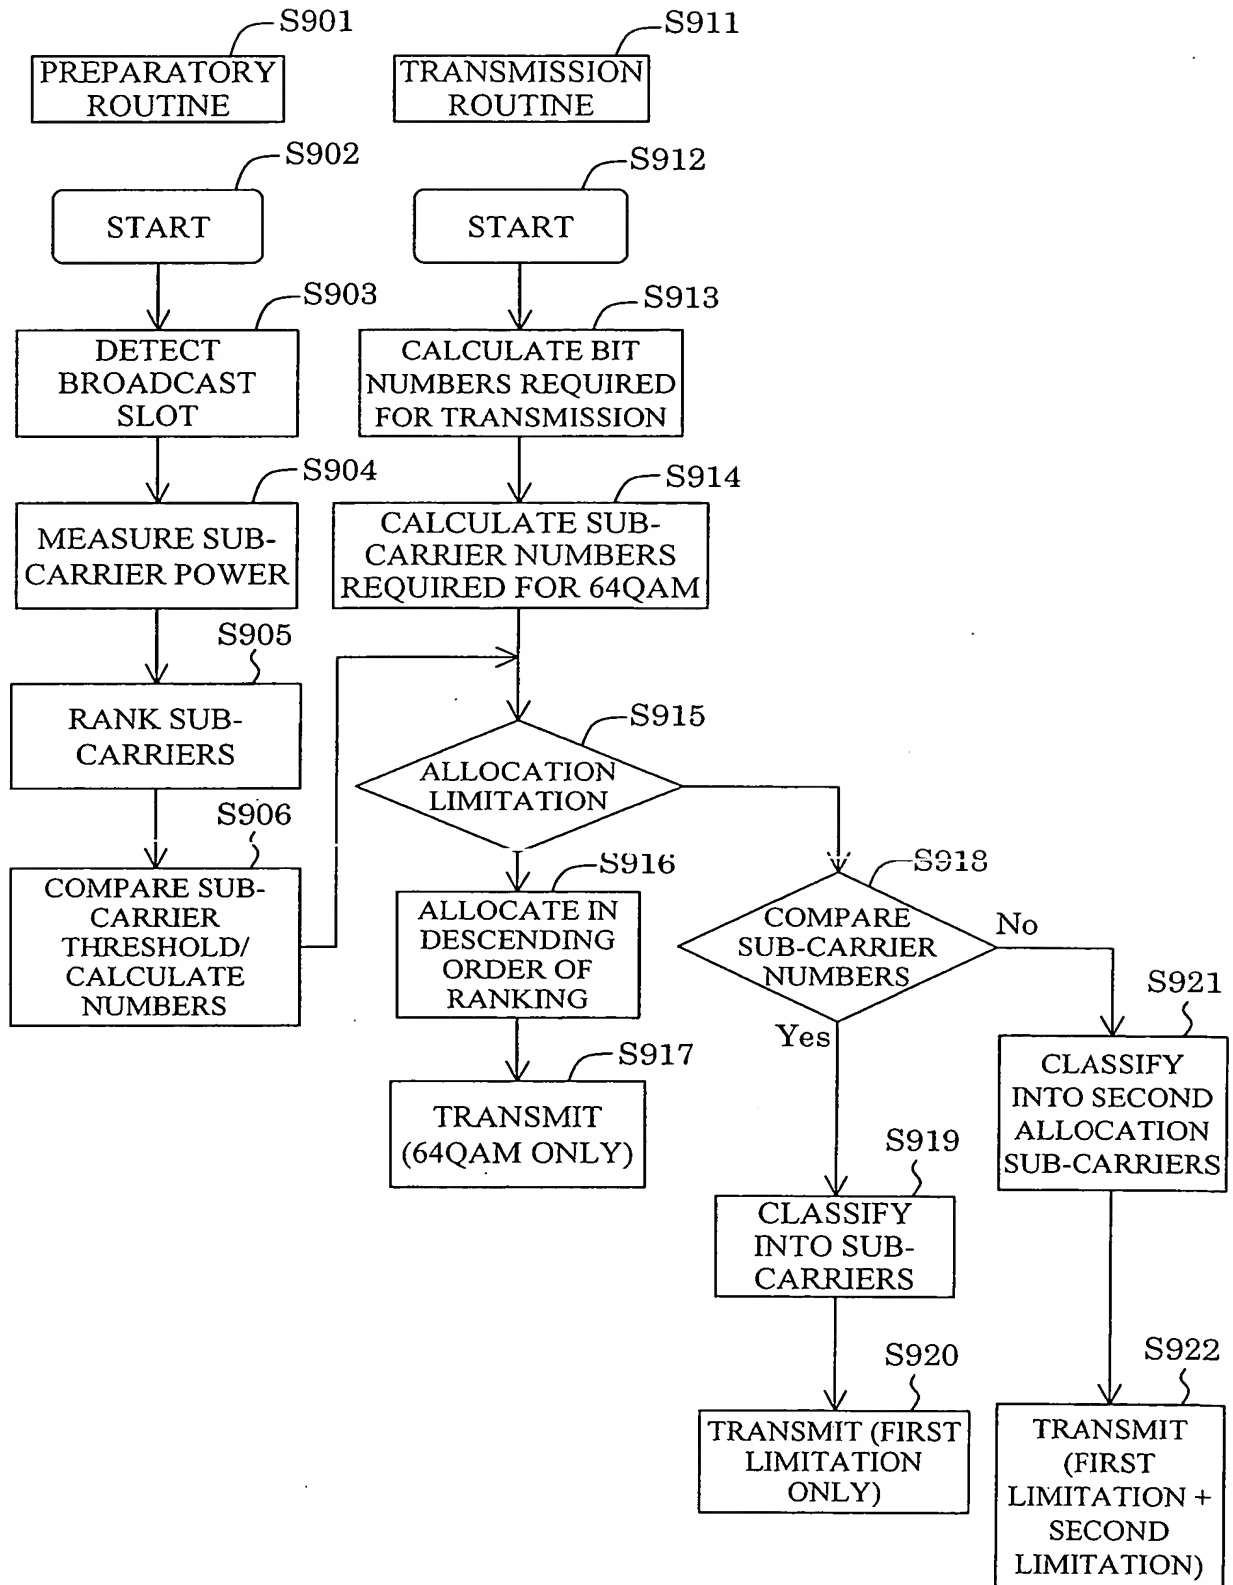 S901
PREPARATORY
ROUTINE
S911
TRANSMISSION
ROUTINE
S902
START
S912
START
S903
DETECT
BROADCAST
SLOT
S913
CALCULATE BIT
NUMBERS REQUIRED
FOR TRANSMISSION
S904
MEASURE SUB-
CARRIER POWER
S914
CALCULATE SUB-
CARRIER NUMBERS
REQUIRED FOR 64QAM
S905
RANK SUB-
CARRIERS
S915
ALLOCATION
LIMITATION
S906
COMPARE SUB-
CARRIER
THRESHOLD/
CALCULATE
NUMBERS
S916
ALLOCATE IN
DESCENDING
ORDER OF
RANKING
S917
TRANSMIT
(64QAM ONLY)
S918
COMPARE
SUB-CARRIER
NUMBERS
No
Yes
S921
CLASSIFY
INTO SECOND
ALLOCATION
SUB-CARRIERS
S919
CLASSIFY
INTO SUB-
CARRIERS
S920
TRANSMIT (FIRST
LIMITATION
ONLY)
S922
TRANSMIT
(FIRST
LIMITATION +
SECOND
LIMITATION)